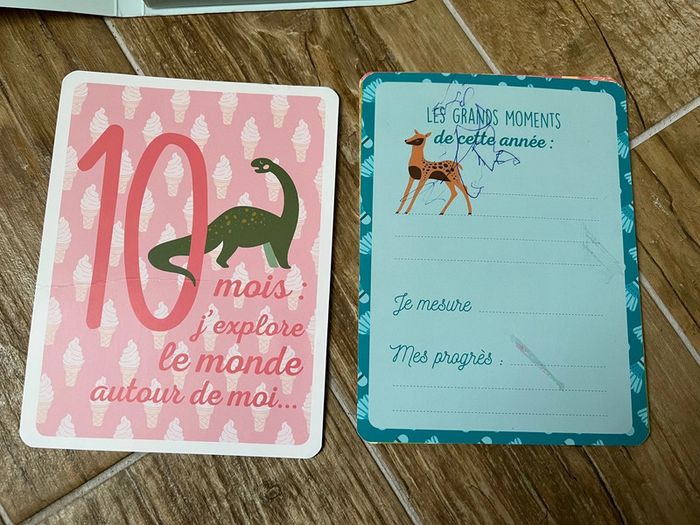 10
mois :
j'explore
le monde
autour de moi...
LES GRANDS MOMENTS
de cette année :
Je mesure
Mes progrès :